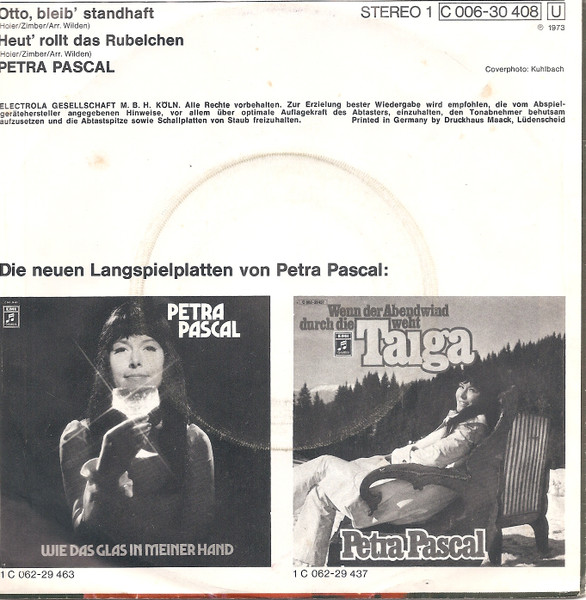 Otto, bleib' standhaft
(Hoier/Zimber/Arr. Wilden)
Heut' rollt das Rubelchen
(Hoier/Zimber/Arr. Wilden)
PETRA PASCAL
STEREO 1 C 006-30 408 U
℗ 1973
Coverphoto: Kuhlbach
ELECTROLA GESELLSCHAFT M. B. H. KÖLN. Alle Rechte vorbehalten. Zur Erzielung bester Wiedergabe wird empfohlen, die vom Abspiel-
gerätehersteller angegebenen Hinweise, vor allem über optimale Auflagekraft des Abtasters, einzuhalten, den Tonabnehmer behutsam
aufzusetzen und die Abtastspitze sowie Schallplatten von Staub freizuhalten. Printed in Germany by Druckhaus Maack, Lüdenscheid
Die neuen Langspielplatten von Petra Pascal:
PETRA
PASCAL
WIE DAS GLAS IN MEINER HAND
1 C 062-29 463
Wenn der Abendwind
durch die weht
Taiga
Petra Pascal
1 C 062-29 437